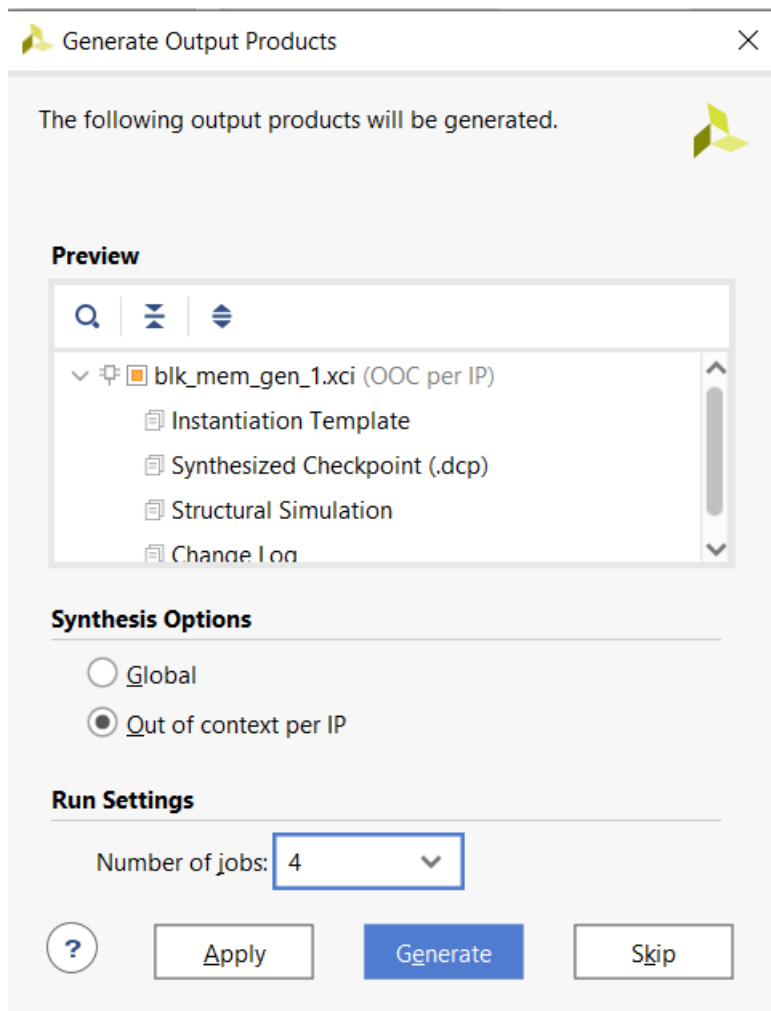 Generate Output Products
The following output products will be generated.
Preview
blk_mem_gen_1.xci (OOC per IP)
Instantiation Template
Synthesized Checkpoint (.dcp)
Structural Simulation
Change Log
Synthesis Options
Global
Out of context per IP
Run Settings
Number of jobs: 4
? Apply Generate Skip